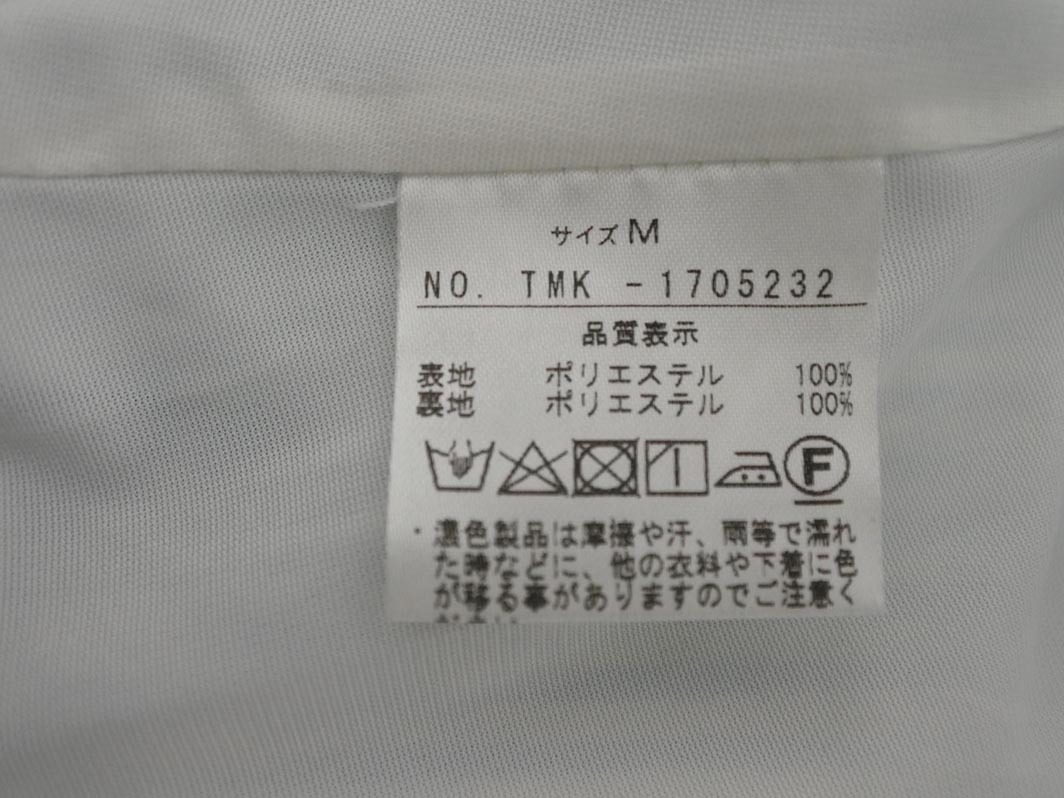 サイズ M
NO. TMK -1705232
品質表示
表地 ポリエステル 100%
裏地 ポリエステル 100%
F
・濃色製品は摩擦や汗、雨等で濡れ
た時などに、他の衣料や下着に色
が移る事がありますのでご注意く
ださい